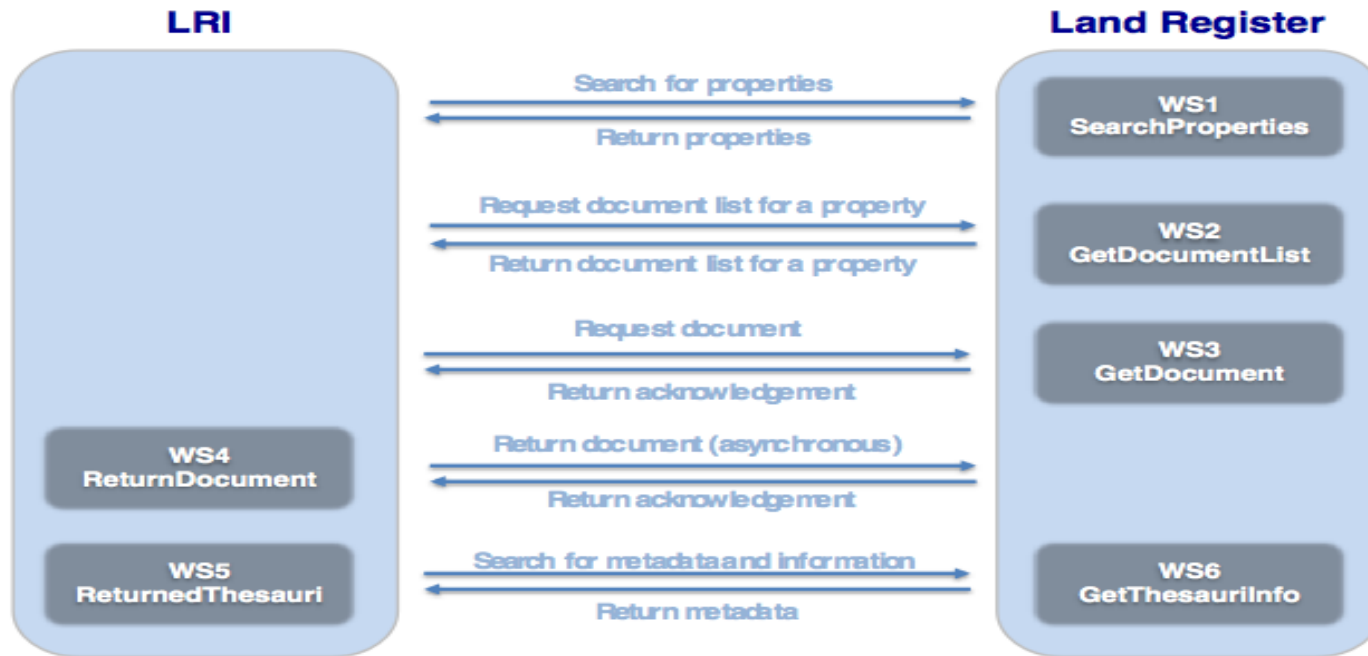 LRI
Land Register
Search for properties
WS1
SearchProperties
Return properties
Request document list for a property
WS2
GetDocumentList
Return document list for a property
Request document
WS3
GetDocument
Return acknowledgement
WS4
ReturnDocument
Return document (asynchronous)
Return acknowledgement
WS5
ReturnedThesauri
Search for metadata and information
WS6
GetThesauriInfo
Return metadata